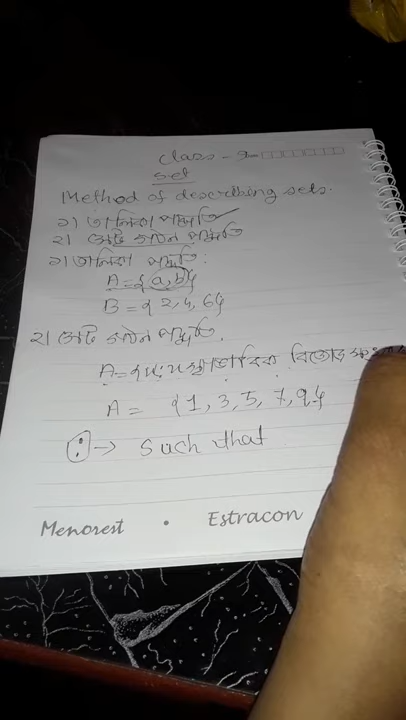 Class - 9
Set
Method of describing sets.
১) তালিকা পদ্ধতি
২) সেট গঠন পদ্ধতি
১) তালিকা পদ্ধতি:
A = {a, b}
B = {2, 4, 6}
২) সেট গঠন পদ্ধতি.
A = {x: x স্বাভাবিক বিজোড়
A = {1, 3, 5, 7, 9}
: → such that
Menorest • Estracon